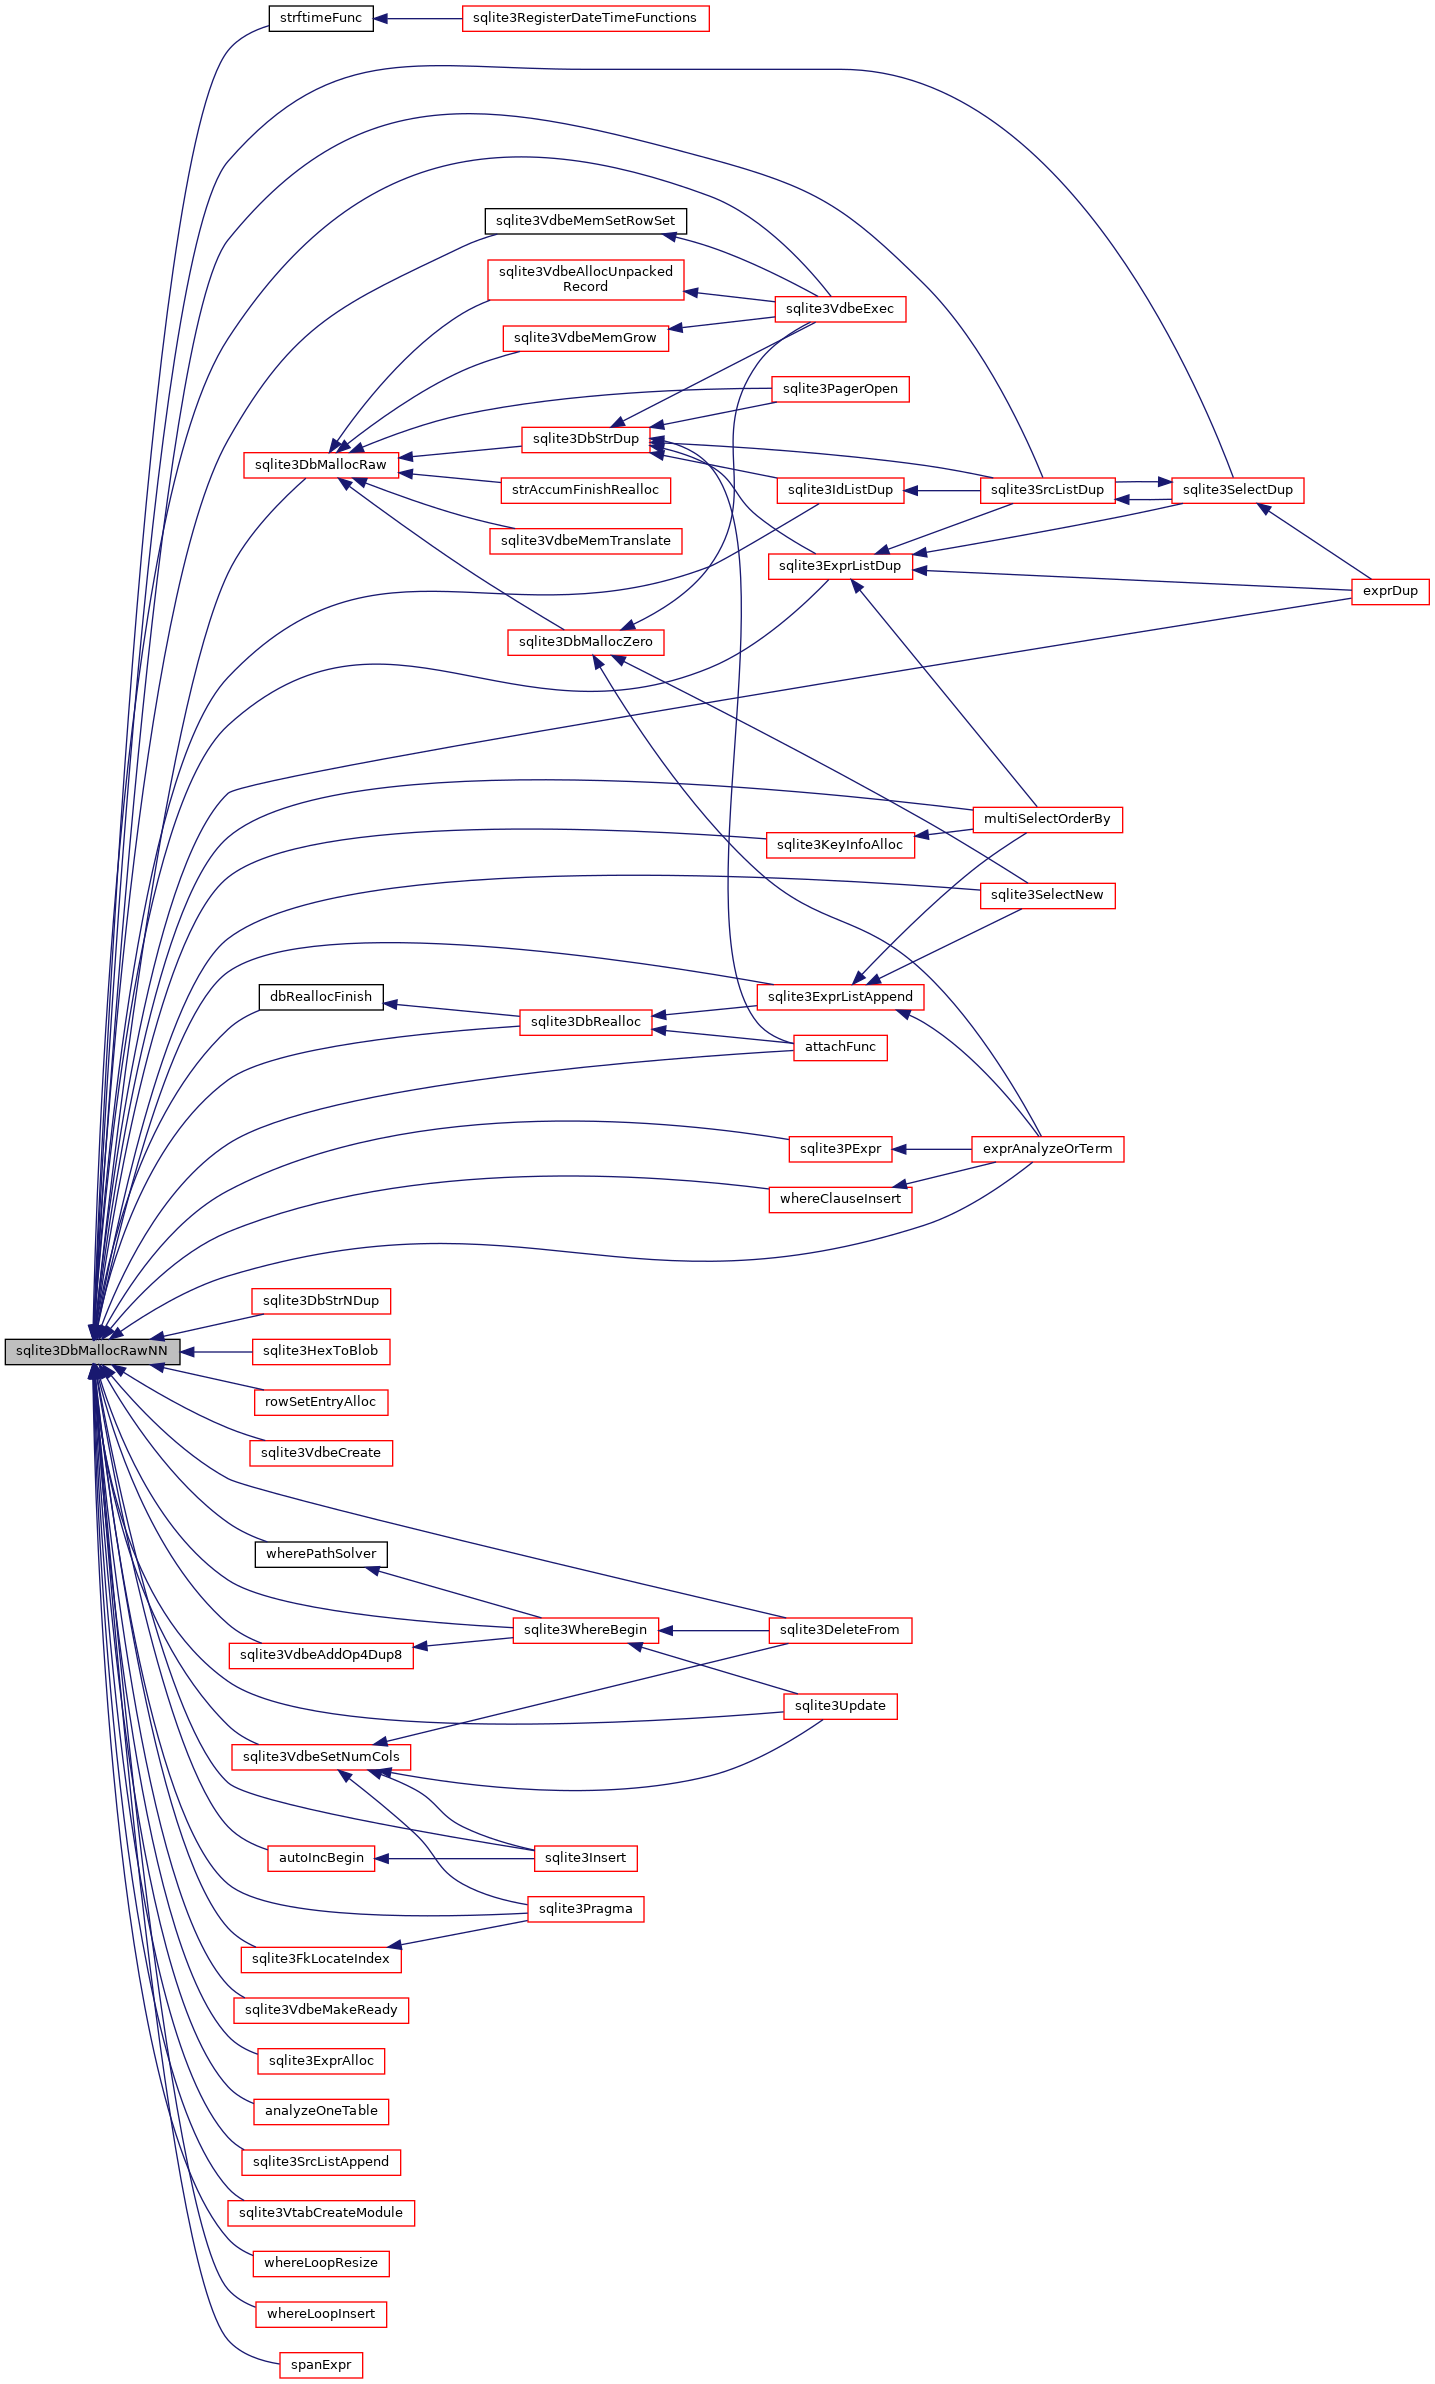 strftimeFunc
sqlite3RegisterDateTimeFunctions
sqlite3VdbeMemSetRowSet
sqlite3VdbeAllocUnpacked
Record
sqlite3VdbeExec
sqlite3VdbeMemGrow
sqlite3PagerOpen
sqlite3DbStrDup
sqlite3DbMallocRaw
strAccumFinishRealloc
sqlite3IdListDup
sqlite3SrcListDup
sqlite3SelectDup
sqlite3VdbeMemTranslate
sqlite3ExprListDup
exprDup
sqlite3DbMallocZero
multiSelectOrderBy
sqlite3KeyInfoAlloc
sqlite3SelectNew
dbReallocFinish
sqlite3ExprListAppend
sqlite3DbRealloc
attachFunc
sqlite3PExpr
exprAnalyzeOrTerm
whereClauseInsert
sqlite3DbStrNDup
sqlite3DbMallocRawNN
sqlite3HexToBlob
rowSetEntryAlloc
sqlite3VdbeCreate
wherePathSolver
sqlite3WhereBegin
sqlite3DeleteFrom
sqlite3VdbeAddOp4Dup8
sqlite3Update
sqlite3VdbeSetNumCols
autoIncBegin
sqlite3Insert
sqlite3Pragma
sqlite3FkLocateIndex
sqlite3VdbeMakeReady
sqlite3ExprAlloc
analyzeOneTable
sqlite3SrcListAppend
sqlite3VtabCreateModule
whereLoopResize
whereLoopInsert
spanExpr